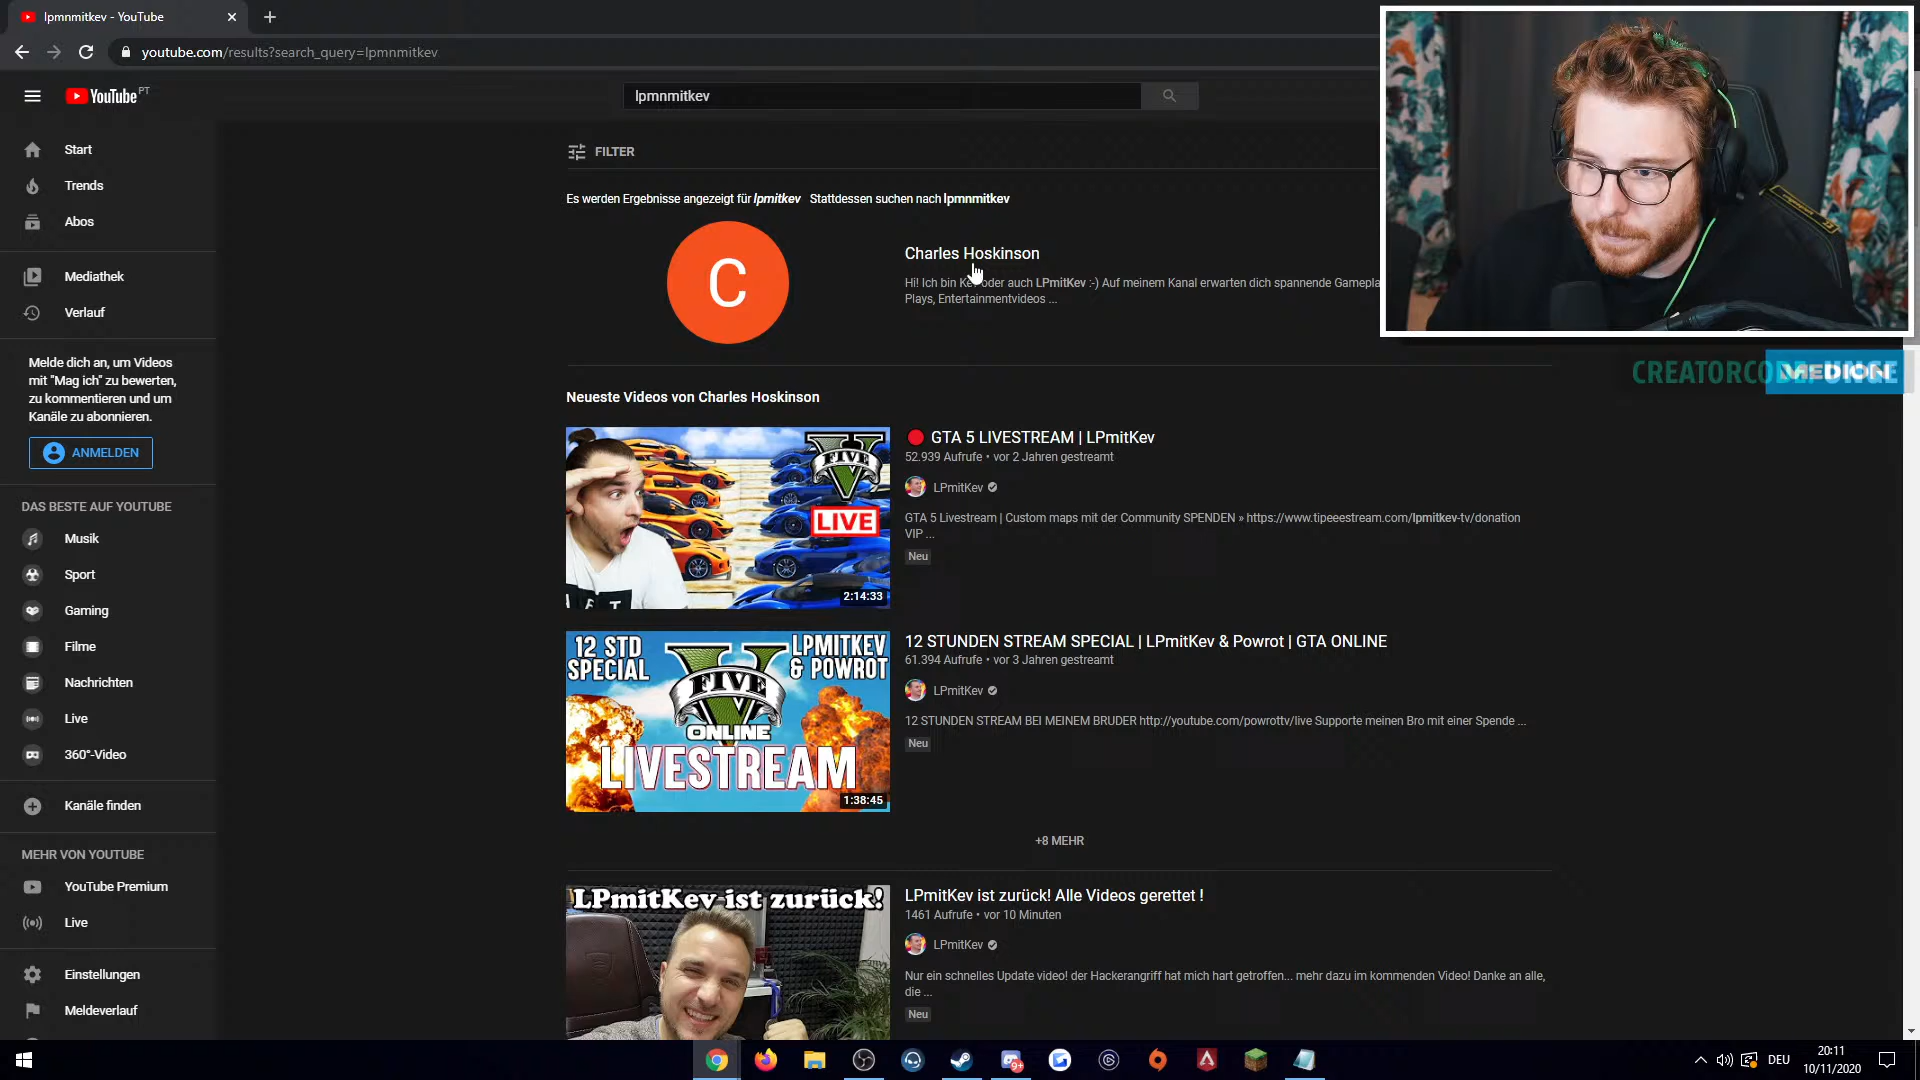 lpmnmitkev - YouTube
youtube.com/results?search_query=lpmnmitkev
YouTube PT
lpmnmitkev
Start
Trends
Abos
Mediathek
Verlauf
Melde dich an, um Videos
mit "Mag ich" zu bewerten,
zu kommentieren und um
Kanäle zu abonnieren.
ANMELDEN
DAS BESTE AUF YOUTUBE
Musik
Sport
Gaming
Filme
Nachrichten
Live
360°-Video
Kanäle finden
MEHR VON YOUTUBE
YouTube Premium
Live
Einstellungen
Meldeverlauf
FILTER
Es werden Ergebnisse angezeigt für lpmitkev Stattdessen suchen nach lpmnmitkev
C
Charles Hoskinson
Hi! Ich bin Kev oder auch LPmitKev :-) Auf meinem Kanal erwarten dich spannende
Plays, Entertainmentvideos ...
CREATORCODE: UNGE
MEDION
Neueste Videos von Charles Hoskinson
V
FIVE
LIVE
2:14:33
GTA 5 LIVESTREAM | LPmitKev
52.939 Aufrufe • vor 2 Jahren gestreamt
LPmitKev
GTA 5 Livestream | Custom maps mit der Community SPENDEN » https://www.tipeeestream.com/lpmitkev-tv/donation
VIP ...
Neu
12 STD
SPECIAL
LPMITKEV
& POWROT
FIVE
ONLINE
LIVESTREAM
1:38:45
12 STUNDEN STREAM SPECIAL | LPmitKev & Powrot | GTA ONLINE
61.394 Aufrufe • vor 3 Jahren gestreamt
LPmitKev
12 STUNDEN STREAM BEI MEINEM BRUDER http://youtube.com/powrottv/live Supporte meinen Bro mit einer Spende ...
Neu
+8 MEHR
LPmitKev ist zurück!
LPmitKev ist zurück! Alle Videos gerettet !
1461 Aufrufe • vor 10 Minuten
LPmitKev
Nur ein schnelles Update video! der Hackerangriff hat mich hart getroffen... mehr dazu im kommenden Video! Danke an alle,
die ...
Neu
9+
DEU
20:11
10/11/2020